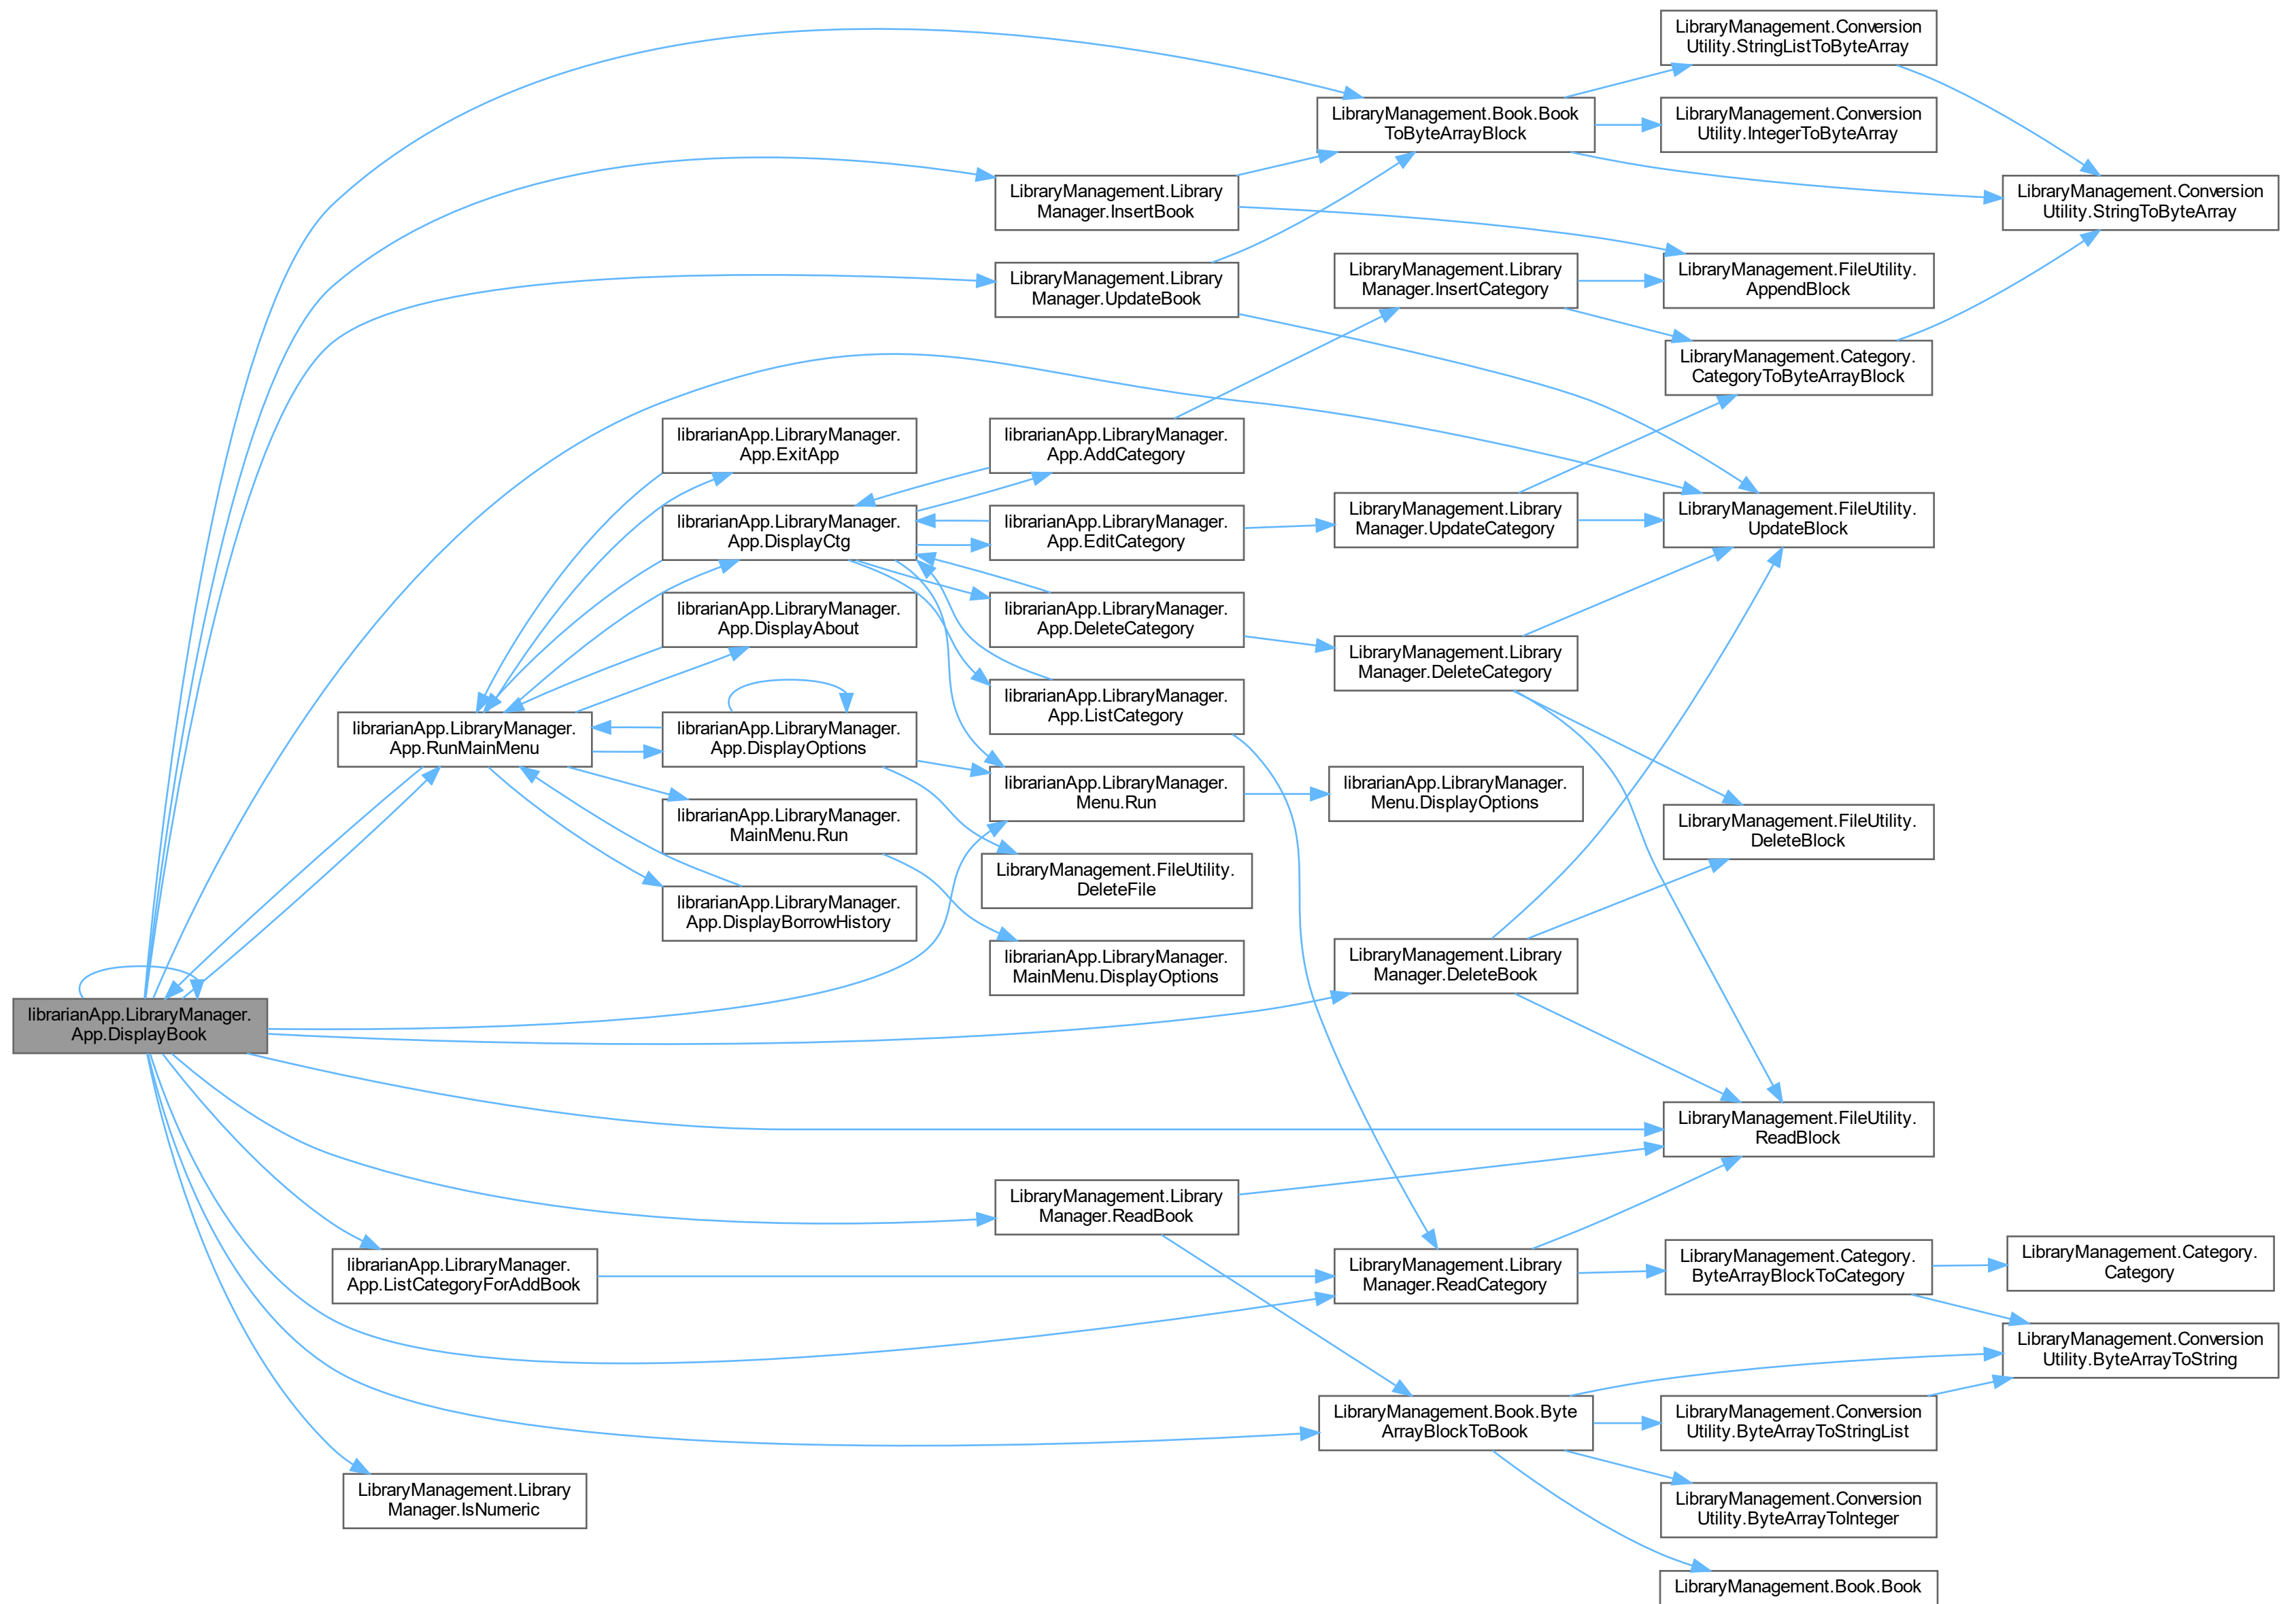 LibraryManagement.Conversion
Utility.StringListToByteArray
LibraryManagement.Book.Book
ToByteArrayBlock
LibraryManagement.Conversion
Utility.IntegerToByteArray
LibraryManagement.Library
Manager.InsertBook
LibraryManagement.Conversion
Utility.StringToByteArray
LibraryManagement.Library
Manager.UpdateBook
LibraryManagement.Library
Manager.InsertCategory
LibraryManagement.FileUtility.
AppendBlock
LibraryManagement.Category.
CategoryToByteArrayBlock
librarianApp.LibraryManager.
App.ExitApp
librarianApp.LibraryManager.
App.AddCategory
librarianApp.LibraryManager.
App.DisplayCtg
librarianApp.LibraryManager.
App.EditCategory
LibraryManagement.Library
Manager.UpdateCategory
LibraryManagement.FileUtility.
UpdateBlock
librarianApp.LibraryManager.
App.DisplayAbout
librarianApp.LibraryManager.
App.DeleteCategory
LibraryManagement.Library
Manager.DeleteCategory
librarianApp.LibraryManager.
App.ListCategory
librarianApp.LibraryManager.
App.RunMainMenu
librarianApp.LibraryManager.
App.DisplayOptions
librarianApp.LibraryManager.
Menu.Run
librarianApp.LibraryManager.
Menu.DisplayOptions
librarianApp.LibraryManager.
MainMenu.Run
LibraryManagement.FileUtility.
DeleteBlock
LibraryManagement.FileUtility.
DeleteFile
librarianApp.LibraryManager.
App.DisplayBorrowHistory
librarianApp.LibraryManager.
MainMenu.DisplayOptions
LibraryManagement.Library
Manager.DeleteBook
librarianApp.LibraryManager.
App.DisplayBook
LibraryManagement.FileUtility.
ReadBlock
LibraryManagement.Library
Manager.ReadBook
librarianApp.LibraryManager.
App.ListCategoryForAddBook
LibraryManagement.Library
Manager.ReadCategory
LibraryManagement.Category.
ByteArrayBlockToCategory
LibraryManagement.Category.
Category
LibraryManagement.Conversion
Utility.ByteArrayToString
LibraryManagement.Book.Byte
ArrayBlockToBook
LibraryManagement.Conversion
Utility.ByteArrayToStringList
LibraryManagement.Library
Manager.IsNumeric
LibraryManagement.Conversion
Utility.ByteArrayToInteger
LibraryManagement.Book.Book